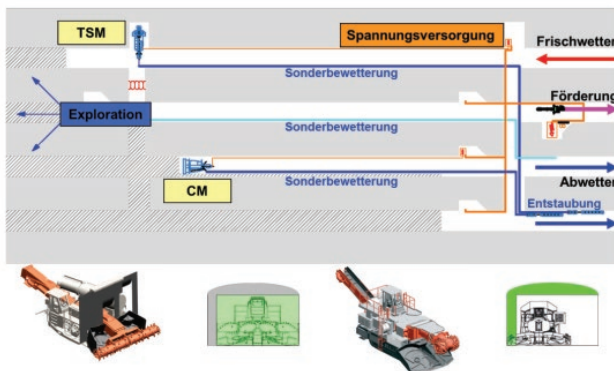 TSM
Spannungsversorgung
Frischwetter
Sonderbewetterung
Exploration
Förderung
Sonderbewetterung
CM
Sonderbewetterung
Abwetter
Entstaubung